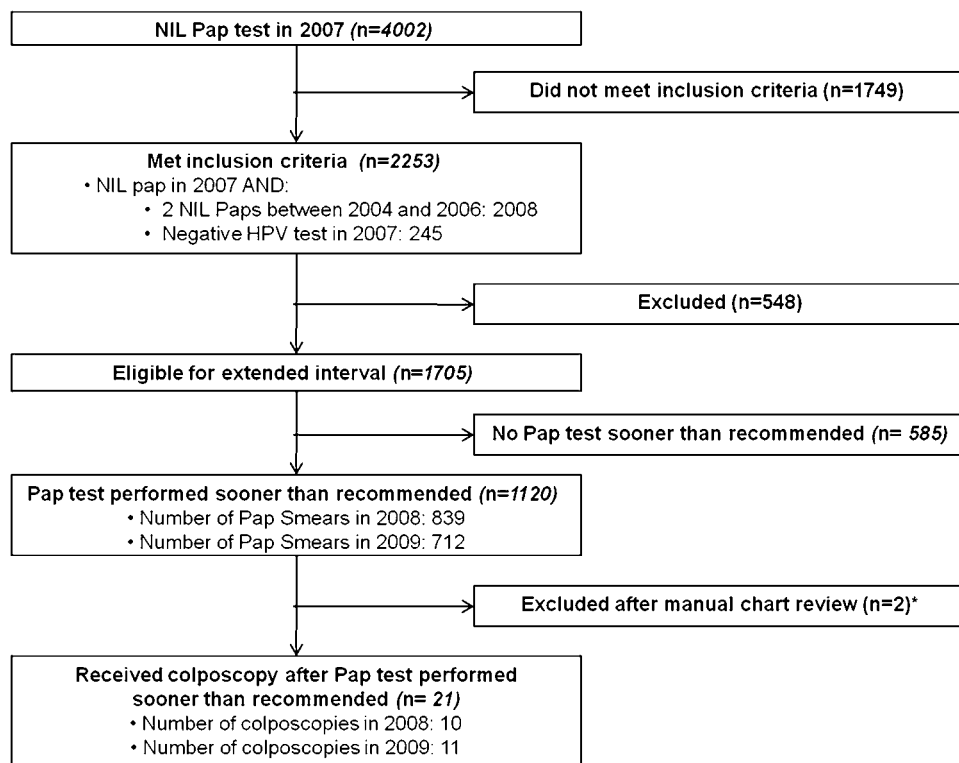 NIL Pap test in 2007 (n=4002)
Did not meet inclusion criteria (n=1749)
Met inclusion criteria (n=2253)
• NIL pap in 2007 AND:
• 2 NIL Paps between 2004 and 2006: 2008
• Negative HPV test in 2007: 245
Excluded (n=548)
Eligible for extended interval (n=1705)
No Pap test sooner than recommended (n= 585)
Pap test performed sooner than recommended (n=1120)
• Number of Pap Smears in 2008: 839
• Number of Pap Smears in 2009: 712
Excluded after manual chart review (n=2)*
Received colposcopy after Pap test performed
sooner than recommended (n= 21)
• Number of colposcopies in 2008: 10
• Number of colposcopies in 2009: 11